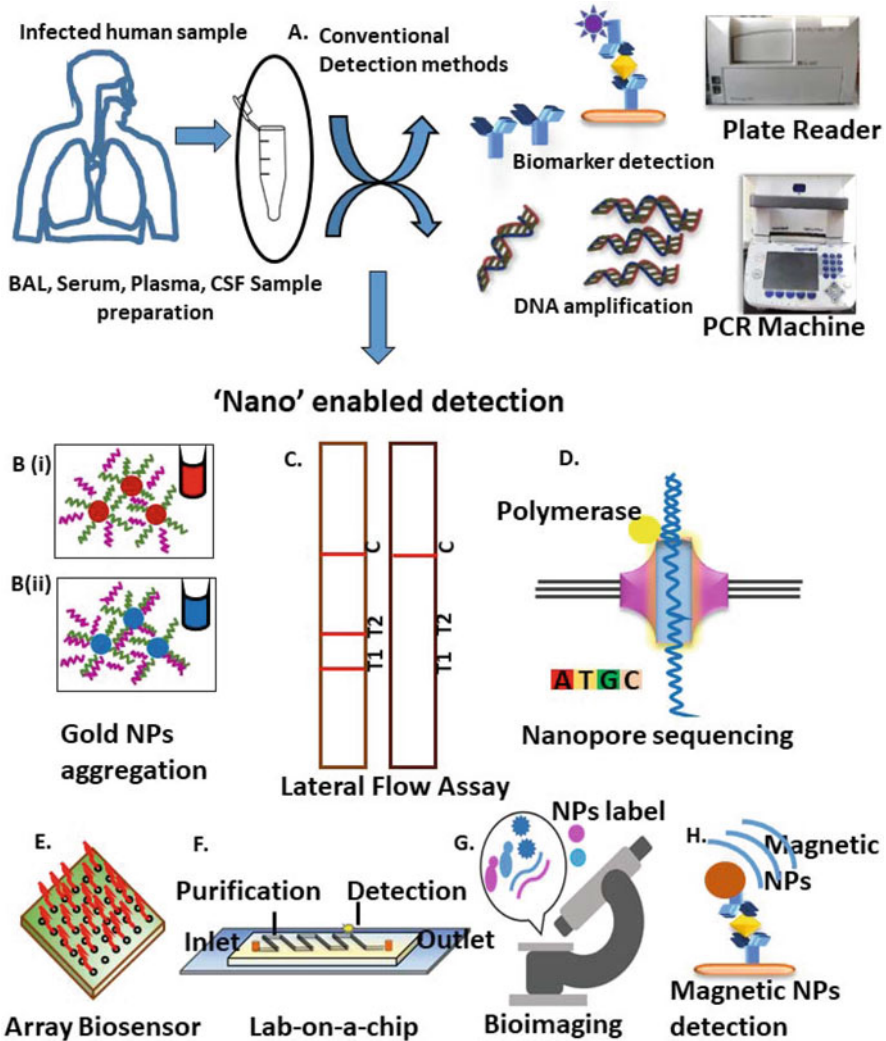 Infected human sample
A.
Conventional
Detection methods
Plate Reader
Biomarker detection
BAL, Serum, Plasma, CSF Sample
preparation
DNA amplification
PCR Machine
‘Nano’ enabled detection
B (i)
B(ii)
Gold NPs
aggregation
C.
C
T2
T1
C
T2
T1
Lateral Flow Assay
D.
Polymerase
A T G C
Nanopore sequencing
E.
Array Biosensor
F.
Purification
Detection
Inlet
Outlet
Lab-on-a-chip
G.
NPs label
Bioimaging
H.
Magnetic
NPs
Magnetic NPs
detection